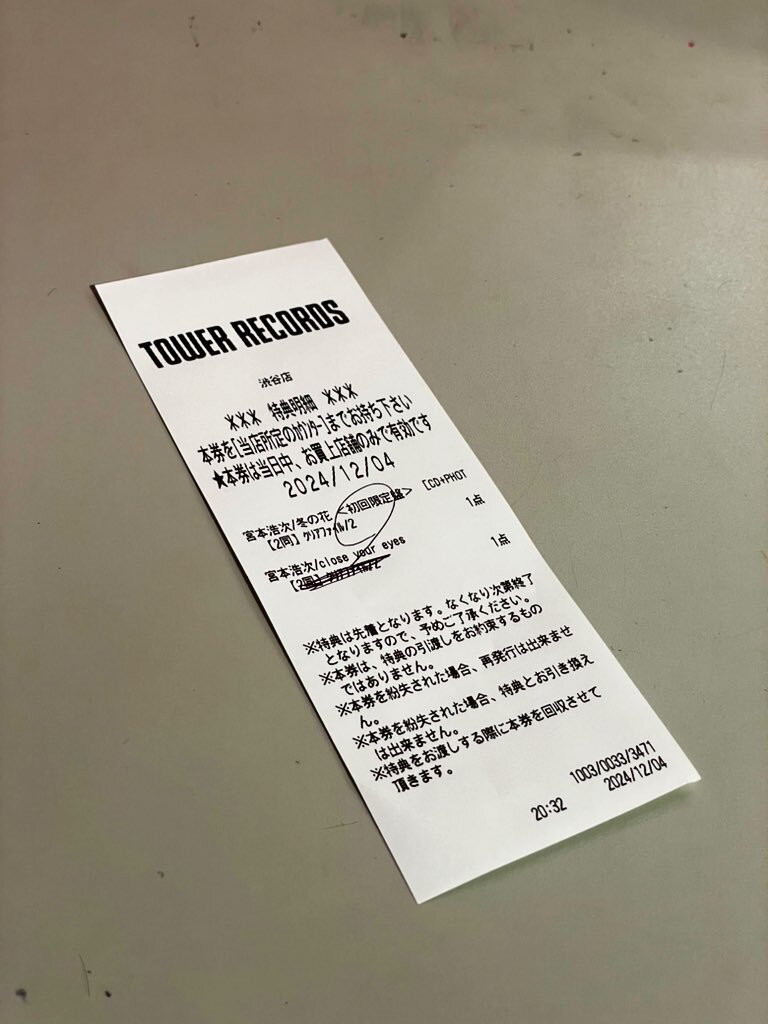 TOWER RECORDS
渋谷店
*** 特典明細 ***
本券を[当店所定のｶｳﾝﾀｰ]までお持ち下さい
★本券は当日中、お買上店舗のみで有効です
2024/12/04
宮本浩次/冬の花 <初回限定盤> [CD+PHOT
【2同】ｸﾘｱﾌｧｲﾙ/2 1点
宮本浩次/close your eyes 1点
【2同】ｸﾘｱﾌｧｲﾙ/2
※特典は先着となります。なくなり次第終了
となりますので、予めご了承ください。
※本券は、特典の引渡しをお約束するもの
ではありません。
※本券を紛失された場合、再発行は出来ませ
ん。
※本券を紛失された場合、特典とお引き換え
は出来ません。
※特典をお渡しする際に本券を回収させて
頂きます。
1003/0033/3471
20:32 2024/12/04